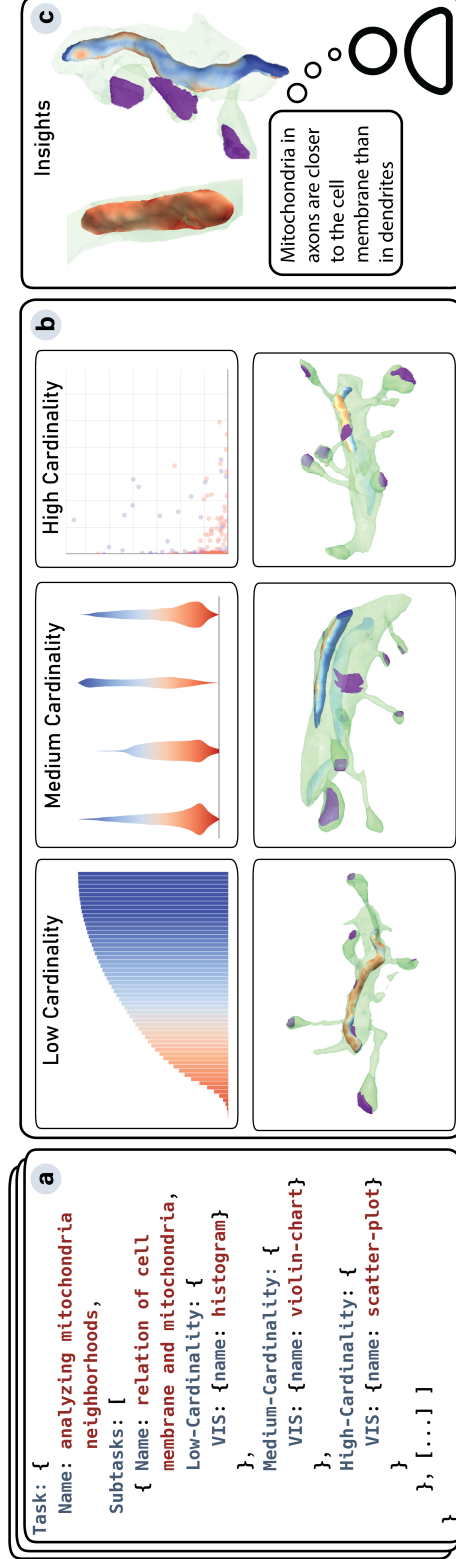 a
Task: {
Name: analyzing mitochondria
neighborhoods,
Subtasks: [
{ Name: relation of cell
membrane and mitochondria,
Low-Cardinality: {
VIS: {name: histogram}
},
Medium-Cardinality: {
VIS: {name: violin-chart}
},
High-Cardinality: {
VIS: {name: scatter-plot}
}
}, [...] ]
}
b
Low Cardinality
Medium Cardinality
High Cardinality
c
Insights
Mitochondria in
axons are closer
to the cell
membrane than
in dendrites